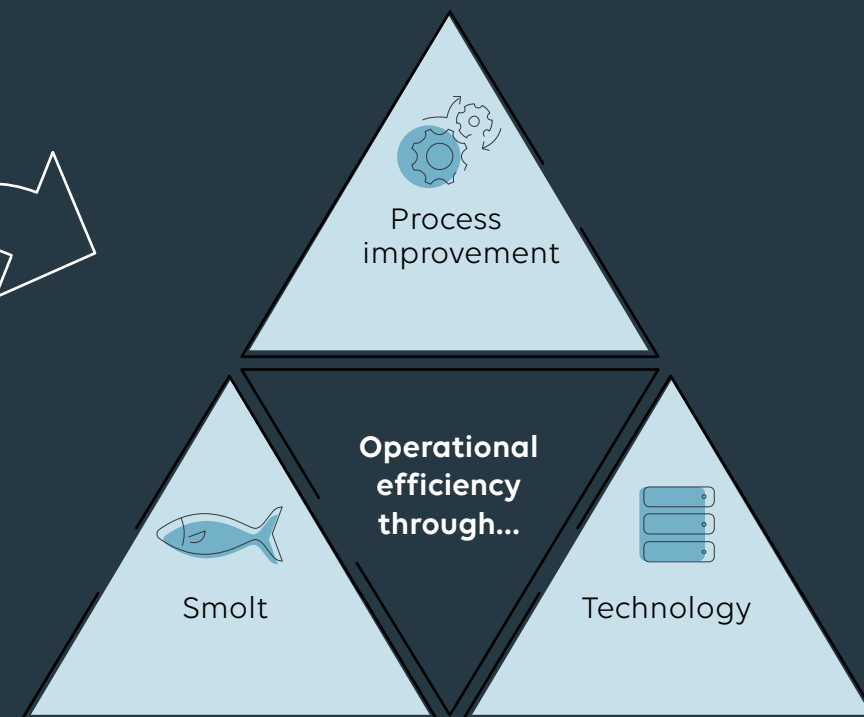 Process
improvement
Operational
efficiency
through...
Smolt
Technology